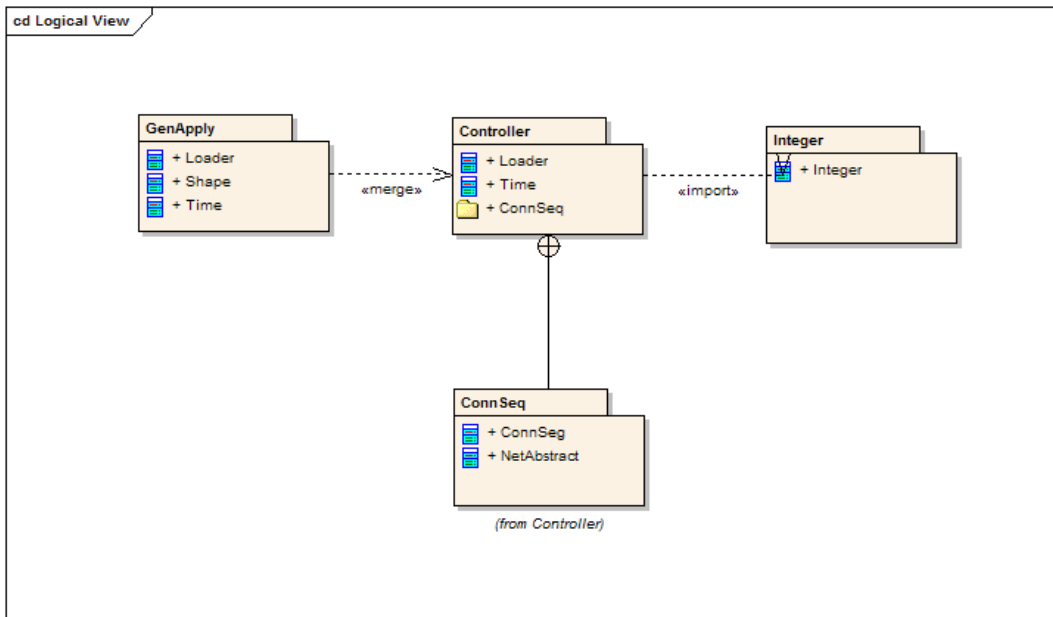 cd Logical View
GenApply
+ Loader
+ Shape
+ Time
«merge»
Controller
+ Loader
+ Time
+ ConnSeq
«import»
Integer
+ Integer
ConnSeq
+ ConnSeg
+ NetAbstract
(from Controller)